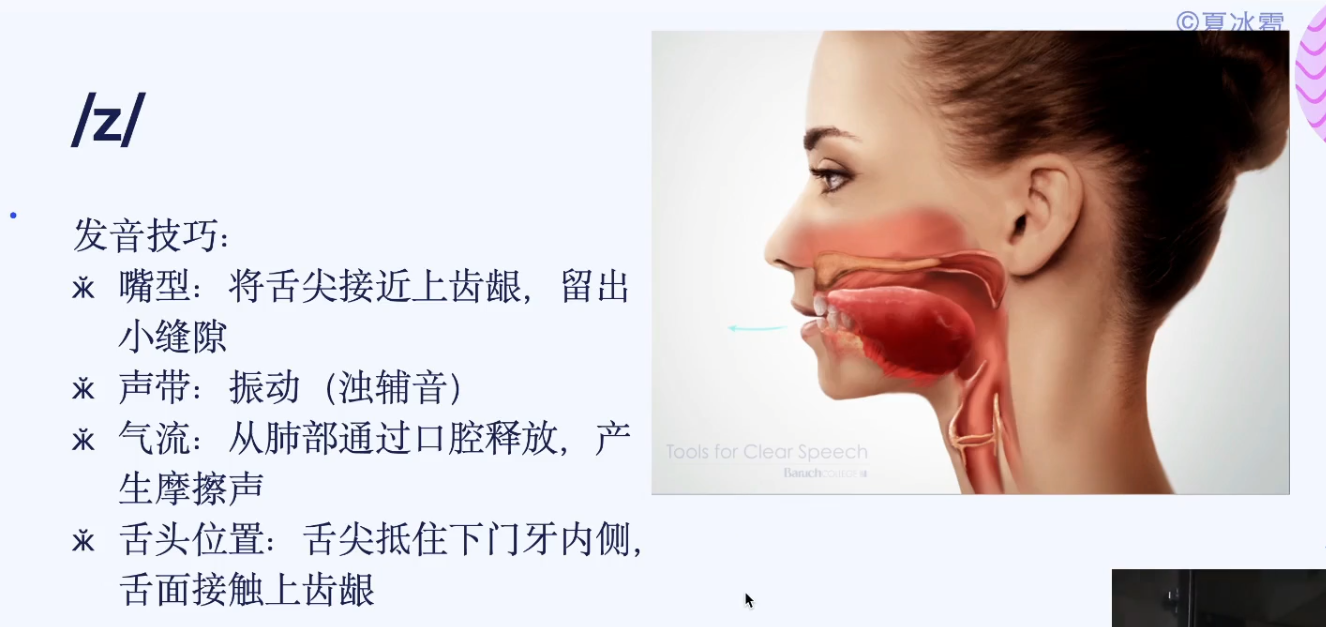 ©夏冰雹
/z/
发音技巧:
嘴型：将舌尖接近上齿龈，留出
小缝隙
声带：振动（浊辅音）
气流：从肺部通过口腔释放，产
生摩擦声
舌头位置：舌尖抵住下门牙内侧，
舌面接触上齿龈
Tools for Clear Speech
Baruch COLLEGE